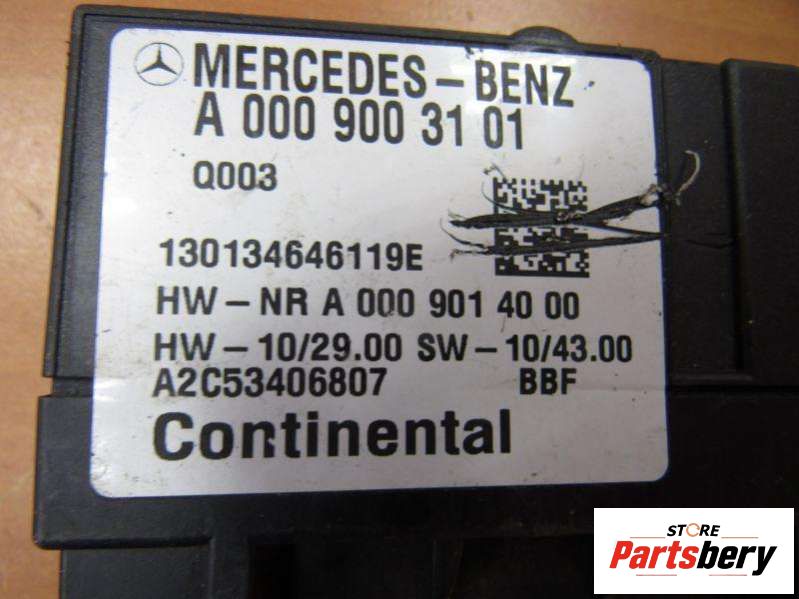 MERCEDES-BENZ
A 000 900 31 01
Q003
130134646119E
HW-NR A 000 901 40 00
HW-10/29.00 SW-10/43.00
A2C53406807 BBF
Continental
STORE
Partsbery